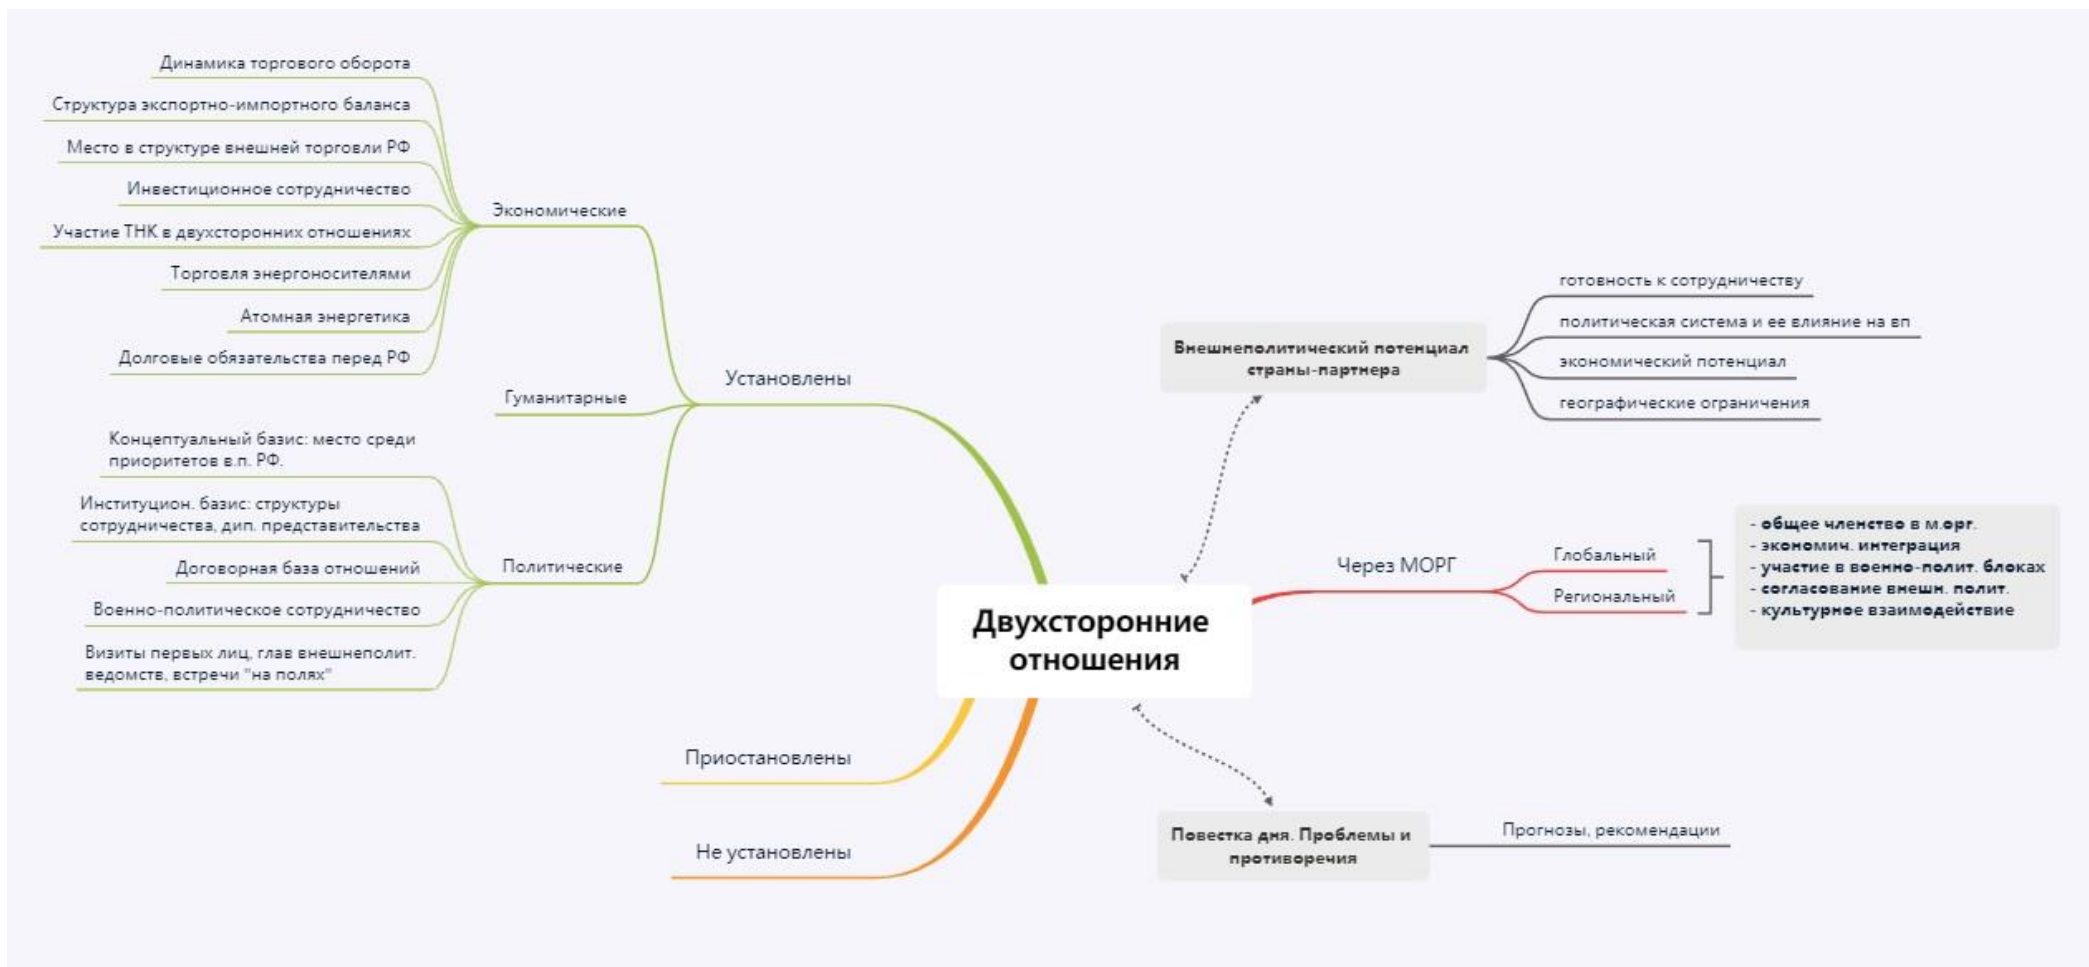 Динамика торгового оборота
Структура экспортно-импортного баланса
Место в структуре внешней торговли РФ
Инвестиционное сотрудничество
Участие ТНК в двухсторонних отношениях
Торговля энергоносителями
Атомная энергетика
Долговые обязательства перед РФ
Экономические
Гуманитарные
Установлены
Концептуальный базис: место среди
приоритетов в.п. РФ.
Институцион. базис: структуры
сотрудничества, дип. представительства
Договорная база отношений
Военно-политическое сотрудничество
Визиты первых лиц, глав внешнеполит.
ведомств, встречи "на полях"
Политические
Приостановлены
Не установлены
Двухсторонние
отношения
Внешнеполитический потенциал
страны-партнера
готовность к сотрудничеству
политическая система и ее влияние на вп
экономический потенциал
географические ограничения
Через МОРГ
Глобальный
Региональный
- общее членство в м.орг.
- экономич. интеграция
- участие в военно-полит. блоках
- согласование внешн. полит.
- культурное взаимодействие
Повестка дня. Проблемы и
противоречия
Прогнозы, рекомендации